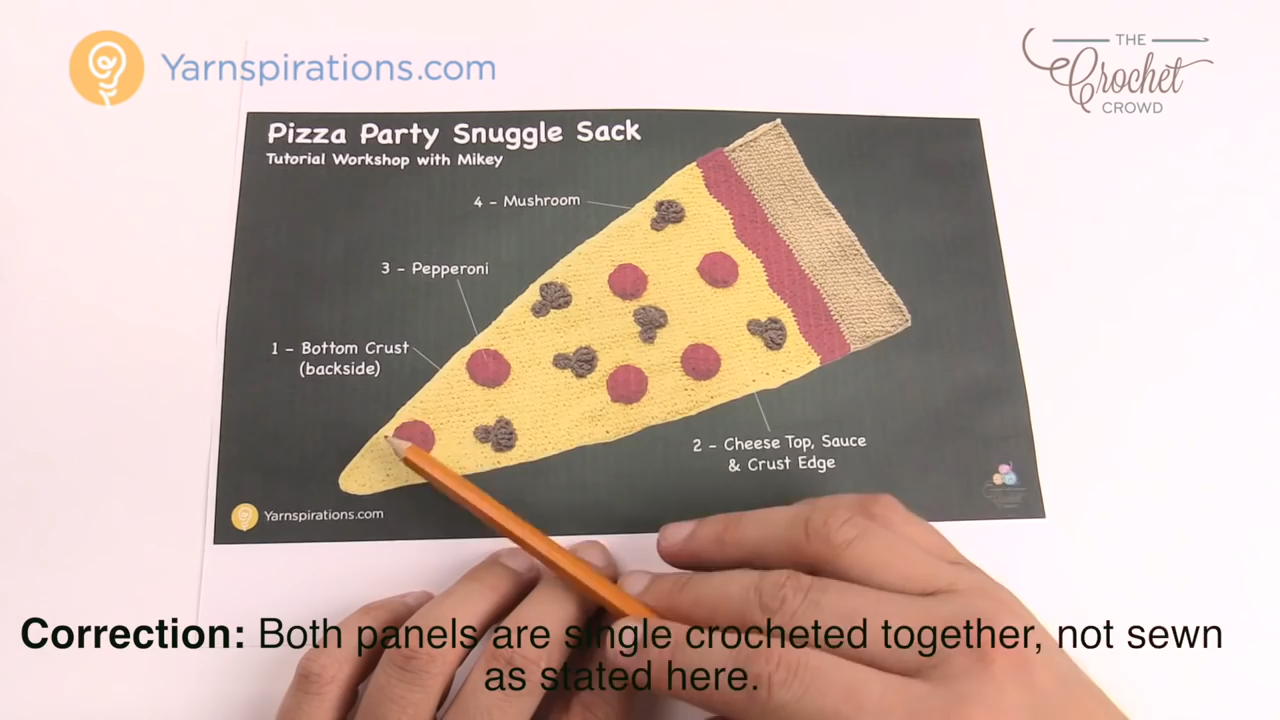 Yarnspirations.com
THE
Crochet
CROWD
Pizza Party Snuggle Sack
Tutorial Workshop with Mikey
4 - Mushroom
3 - Pepperoni
1 - Bottom Crust
(backside)
2 - Cheese Top, Sauce
& Crust Edge
Yarnspirations.com
Correction: Both panels are single crocheted together, not sewn
as stated here.